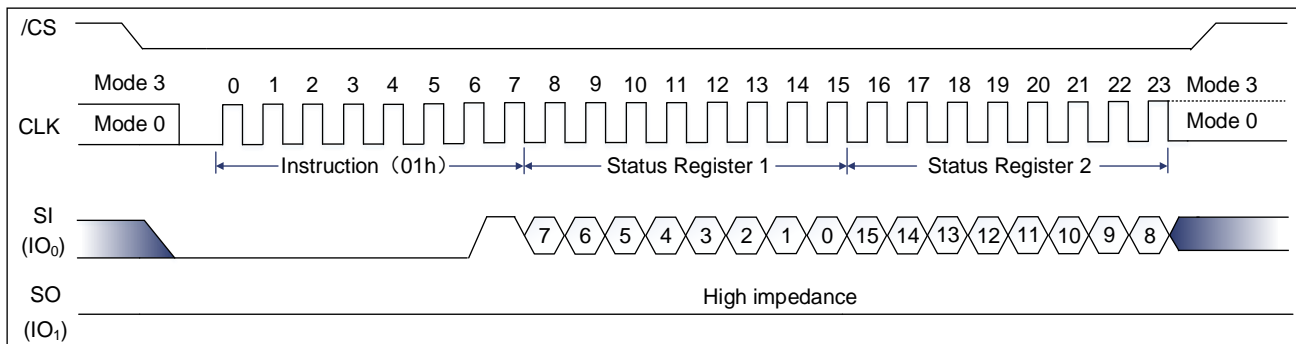 /CS
Mode 3 0 1 2 3 4 5 6 7 8 9 10 11 12 13 14 15 16 17 18 19 20 21 22 23 Mode 3
CLK Mode 0 Mode 0
Instruction（01h） Status Register 1 Status Register 2
SI
(IO₀) 7 6 5 4 3 2 1 0 15 14 13 12 11 10 9 8
SO High impedance
(IO₁)